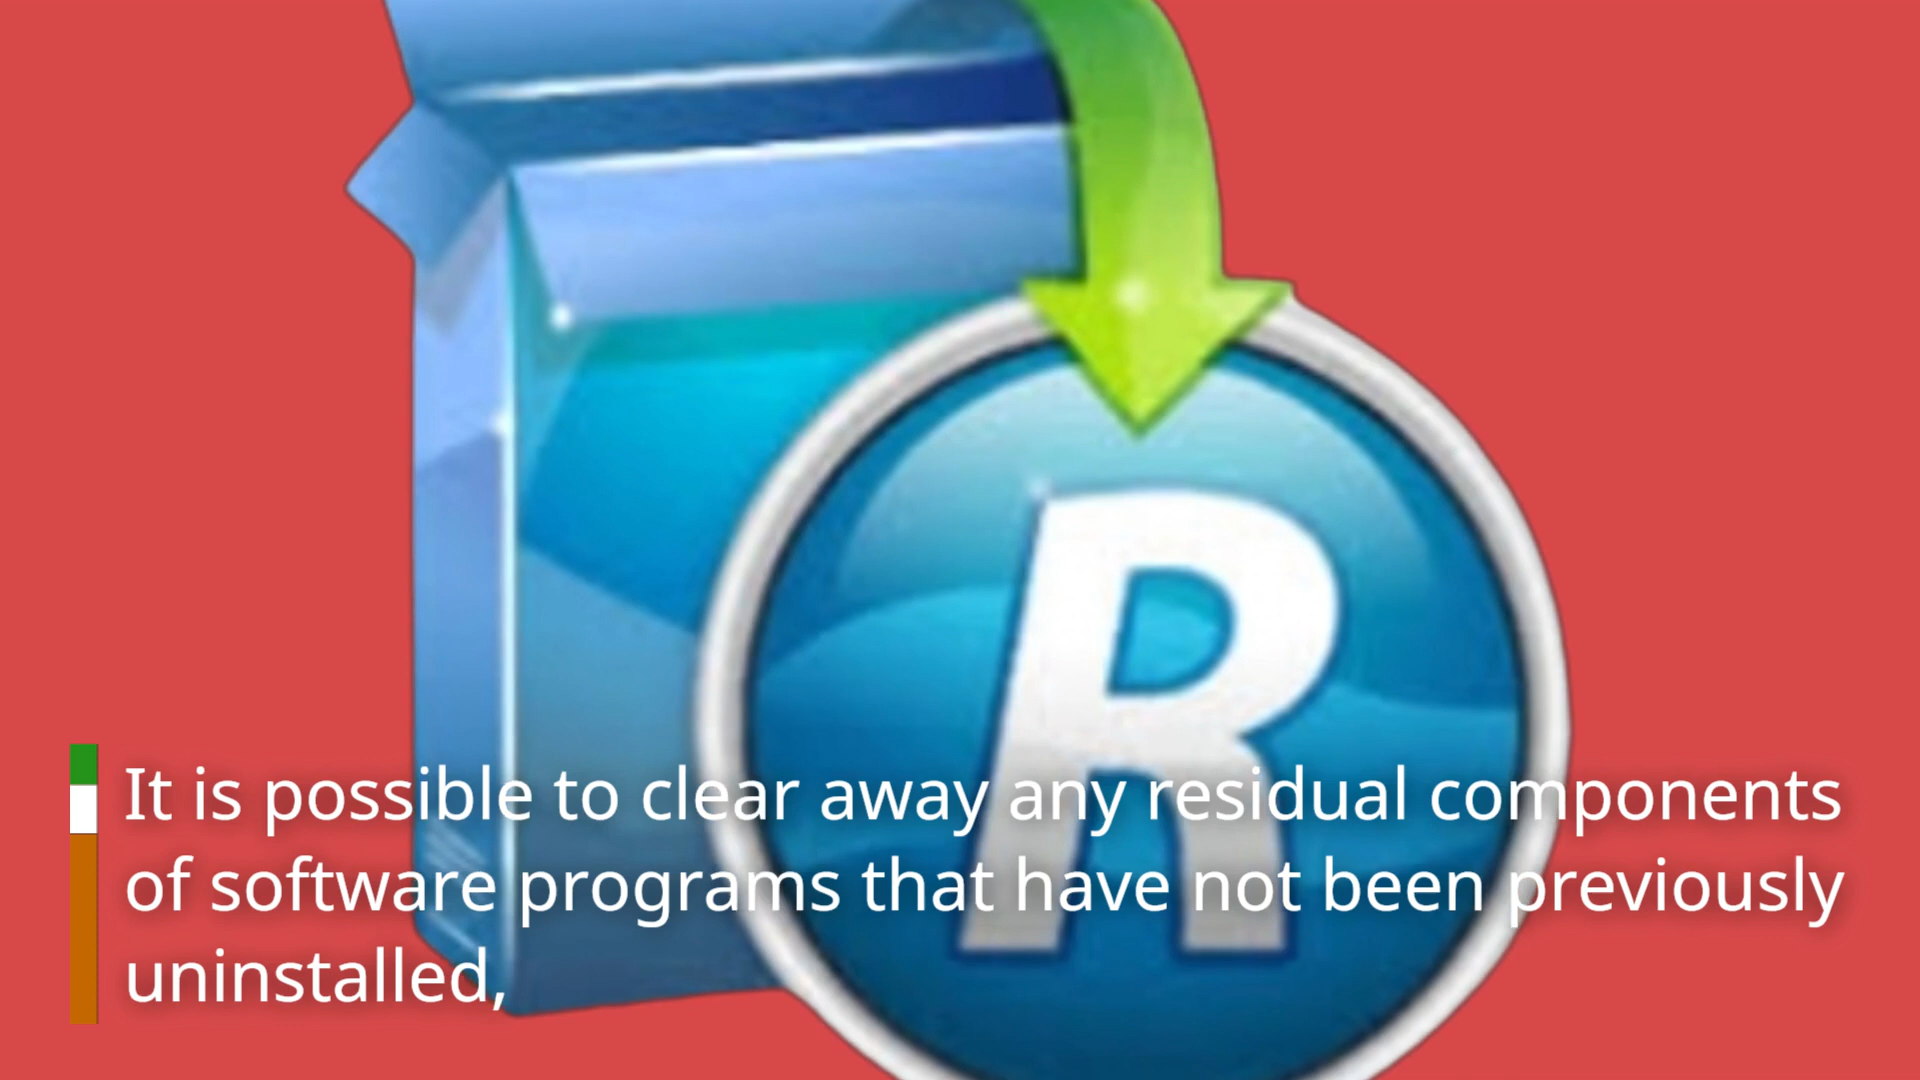 R
It is possible to clear away any residual components
of software programs that have not been previously
uninstalled,